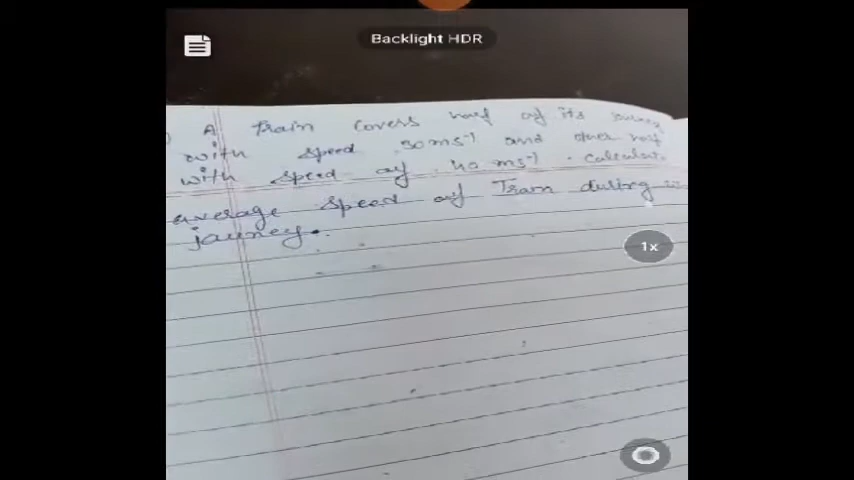 Backlight HDR
A Train covers half of its journey
with speed 30 ms⁻¹ and other half
with speed of 40 ms⁻¹. calculate
average speed of Train during
journey.
1x